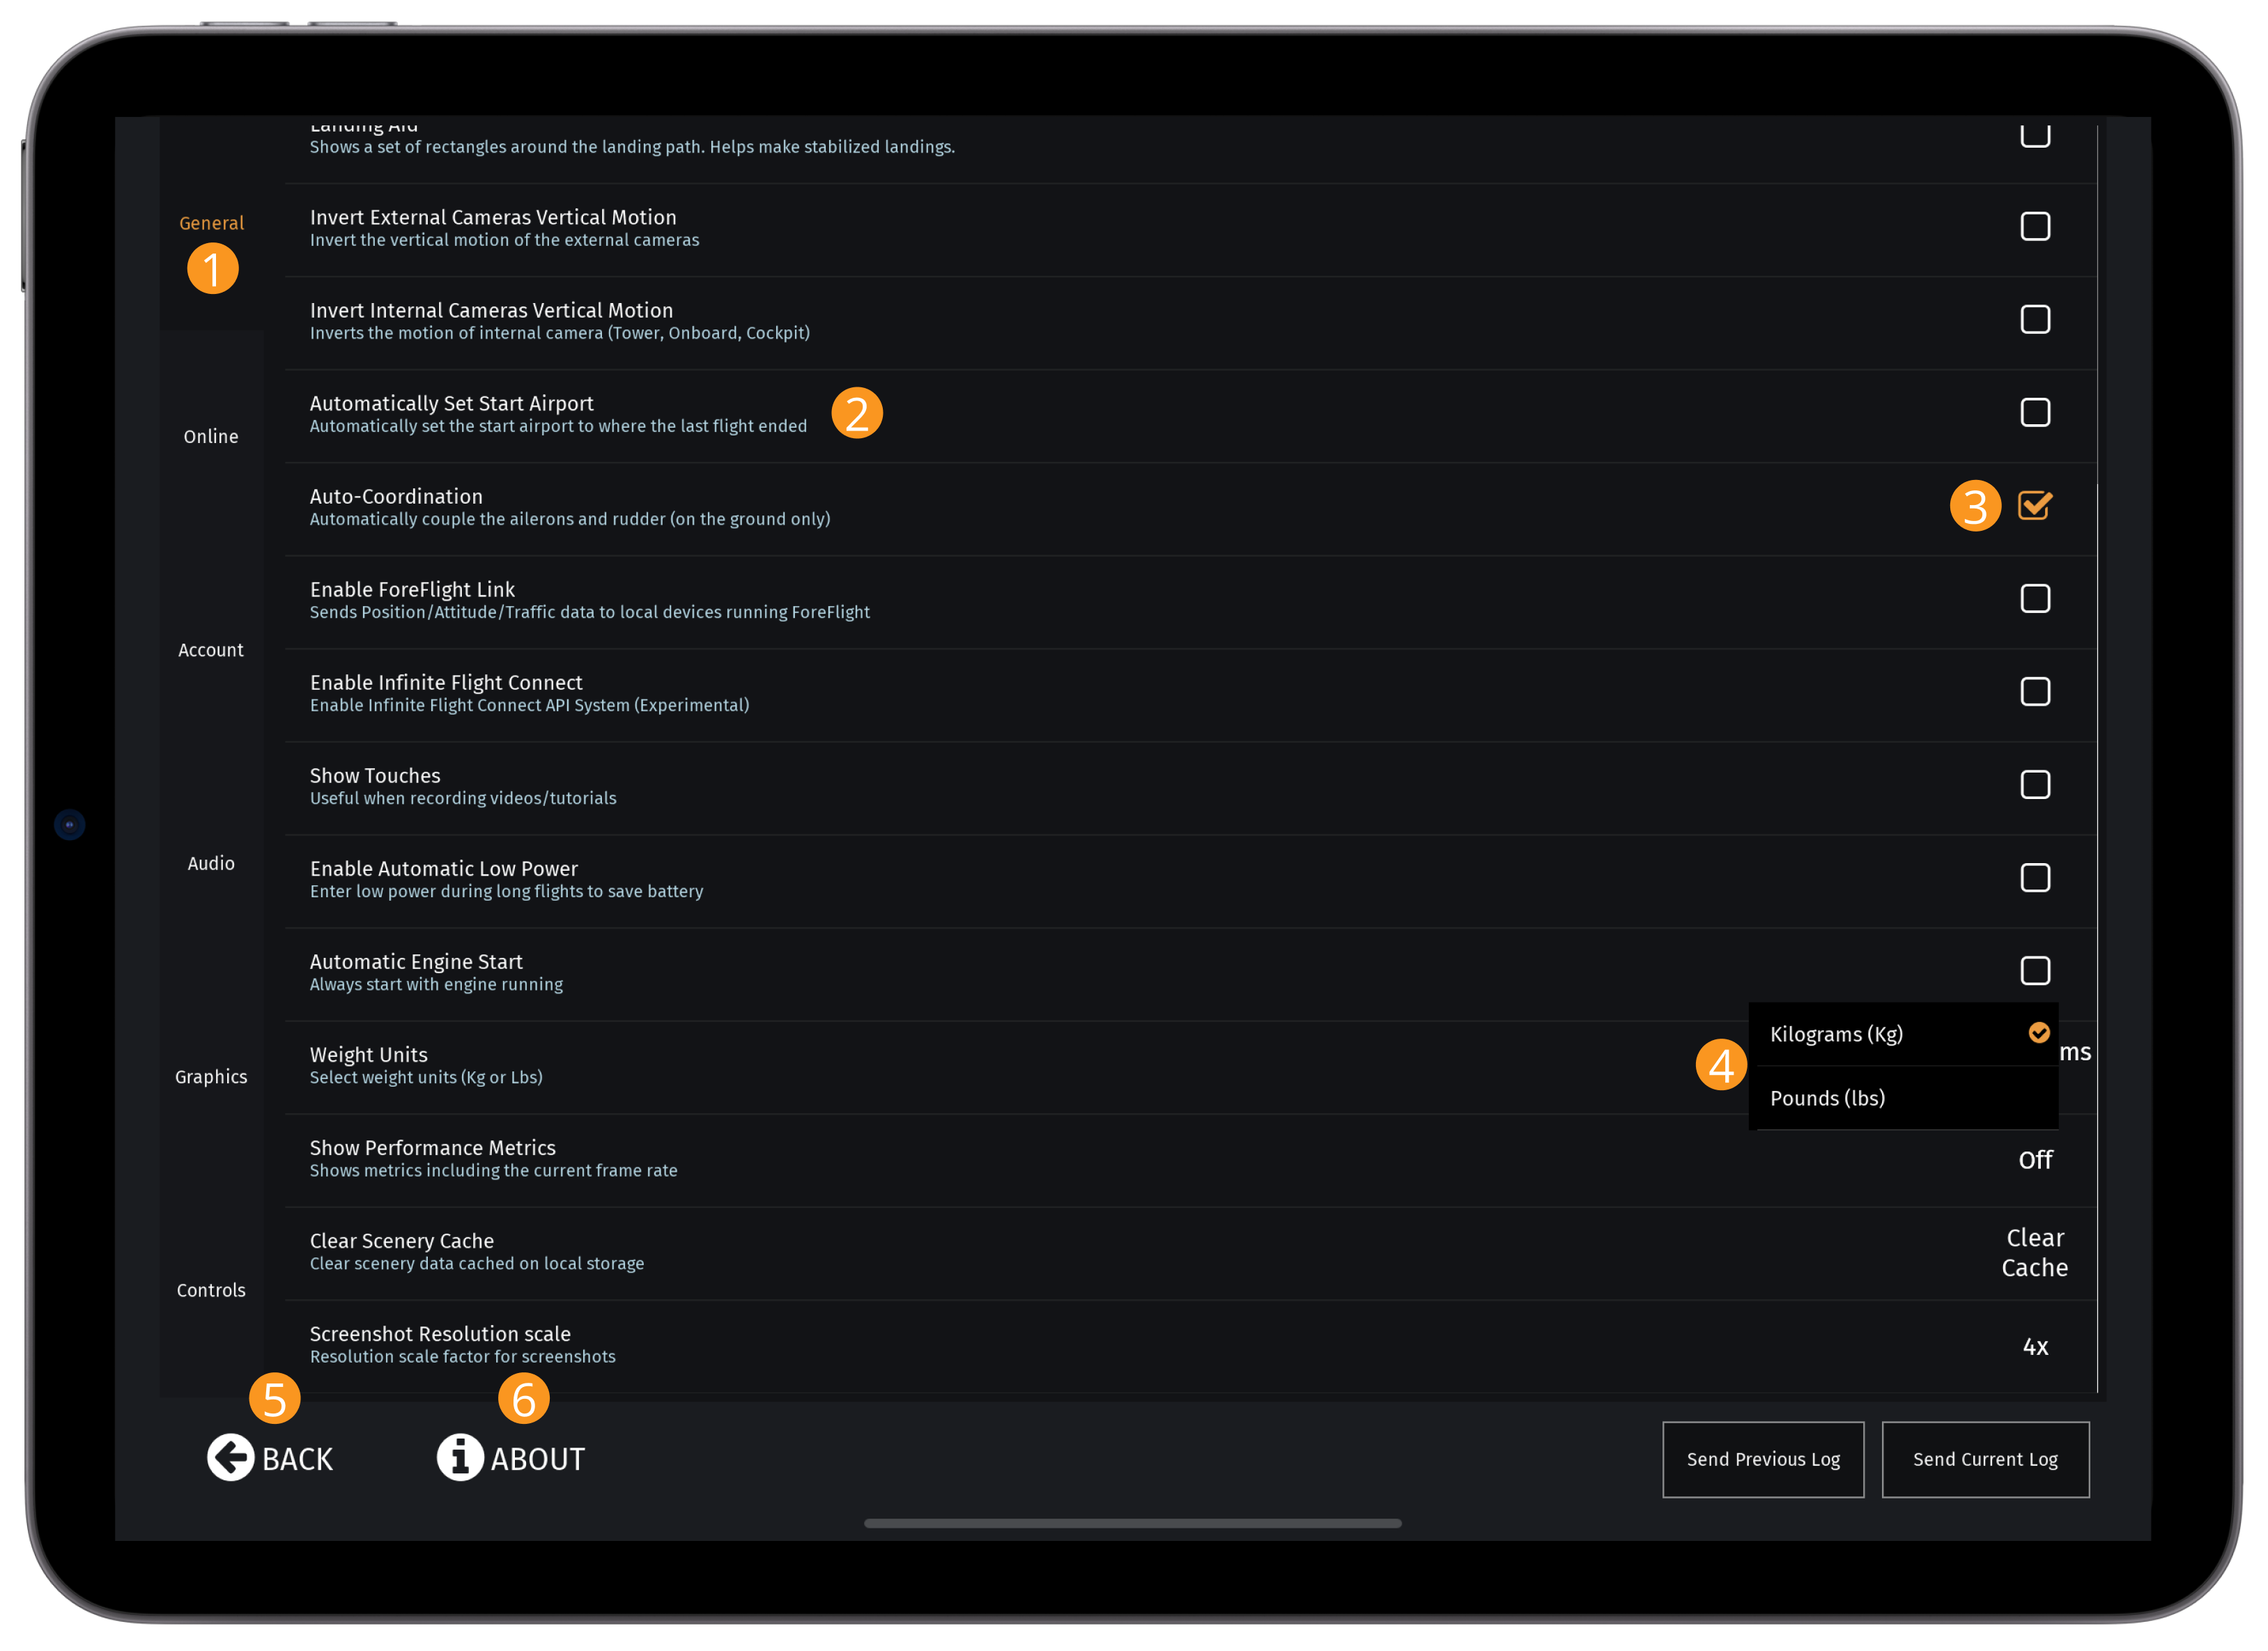 Landing Aid
Shows a set of rectangles around the landing path. Helps make stabilized landings.
General
1
Invert External Cameras Vertical Motion
Invert the vertical motion of the external cameras
Invert Internal Cameras Vertical Motion
Inverts the motion of internal camera (Tower, Onboard, Cockpit)
Automatically Set Start Airport
Automatically set the start airport to where the last flight ended
2
Online
Auto-Coordination
Automatically couple the ailerons and rudder (on the ground only)
3
Enable ForeFlight Link
Sends Position/Attitude/Traffic data to local devices running ForeFlight
Account
Enable Infinite Flight Connect
Enable Infinite Flight Connect API System (Experimental)
Show Touches
Useful when recording videos/tutorials
Audio
Enable Automatic Low Power
Enter low power during long flights to save battery
Automatic Engine Start
Always start with engine running
Graphics
Weight Units
Select weight units (Kg or Lbs)
4
Kilograms (Kg)
ms
Pounds (lbs)
Show Performance Metrics
Shows metrics including the current frame rate
Off
Clear Scenery Cache
Clear scenery data cached on local storage
Clear
Cache
Controls
Screenshot Resolution scale
Resolution scale factor for screenshots
4x
5
6
BACK
ABOUT
Send Previous Log
Send Current Log